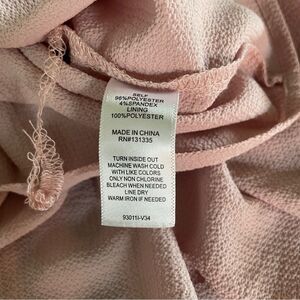 SELF
96%POLYESTER
4%SPANDEX
LINING
100%POLYESTER
MADE IN CHINA
RN#131335
TURN INSIDE OUT
MACHINE WASH COLD
WITH LIKE COLORS
ONLY NON CHLORINE
BLEACH WHEN NEEDED
LINE DRY
WARM IRON IF NEEDED
93011I-V34